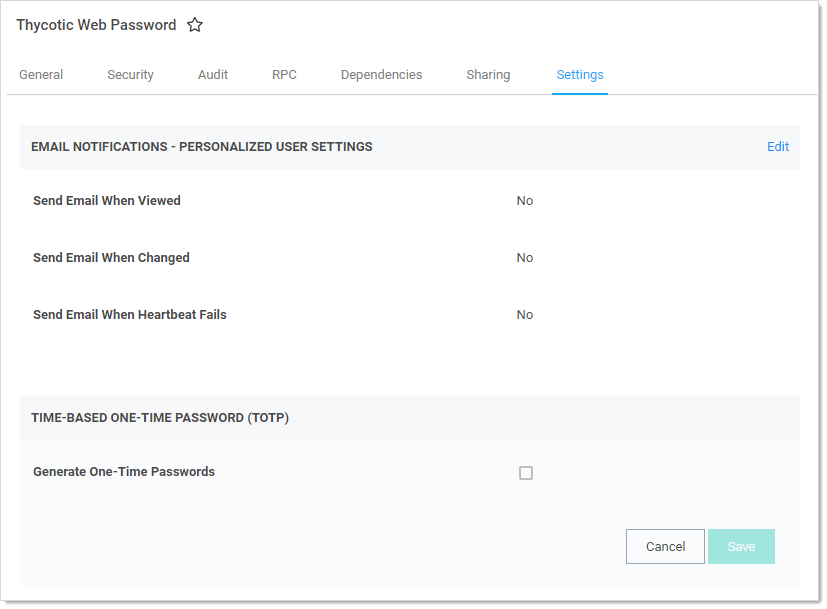 Thycotic Web Password
General Security Audit RPC Dependencies Sharing Settings
EMAIL NOTIFICATIONS - PERSONALIZED USER SETTINGS Edit
Send Email When Viewed No
Send Email When Changed No
Send Email When Heartbeat Fails No
TIME-BASED ONE-TIME PASSWORD (TOTP)
Generate One-Time Passwords
Cancel Save